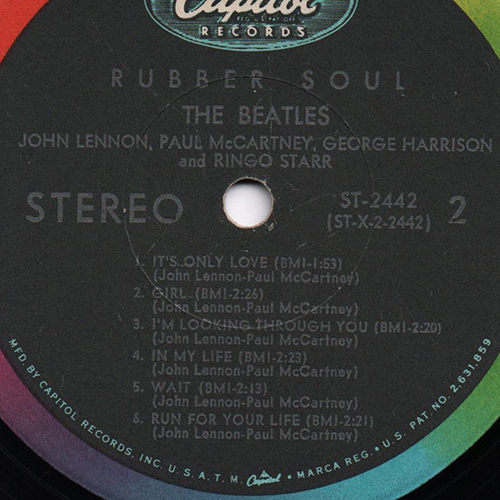 Capitol
RECORDS
RUBBER SOUL
THE BEATLES
JOHN LENNON, PAUL McCARTNEY, GEORGE HARRISON
and RINGO STARR
STEREO
ST-2442
(ST-X-2-2442)
2
1. IT'S ONLY LOVE (BMI-1:53)
(John Lennon-Paul McCartney)
2. GIRL (BMI-2:26)
(John Lennon-Paul McCartney)
3. I'M LOOKING THROUGH YOU (BMI-2:20)
(John Lennon-Paul McCartney)
4. IN MY LIFE (BMI-2:23)
(John Lennon-Paul McCartney)
5. WAIT (BMI-2:13)
(John Lennon-Paul McCartney)
6. RUN FOR YOUR LIFE (BMI-2:21)
(John Lennon-Paul McCartney)
MFD. BY CAPITOL RECORDS, INC. U.S.A. T.M. Capitol • MARCA REG. • U.S. PAT. NO. 2,631,859